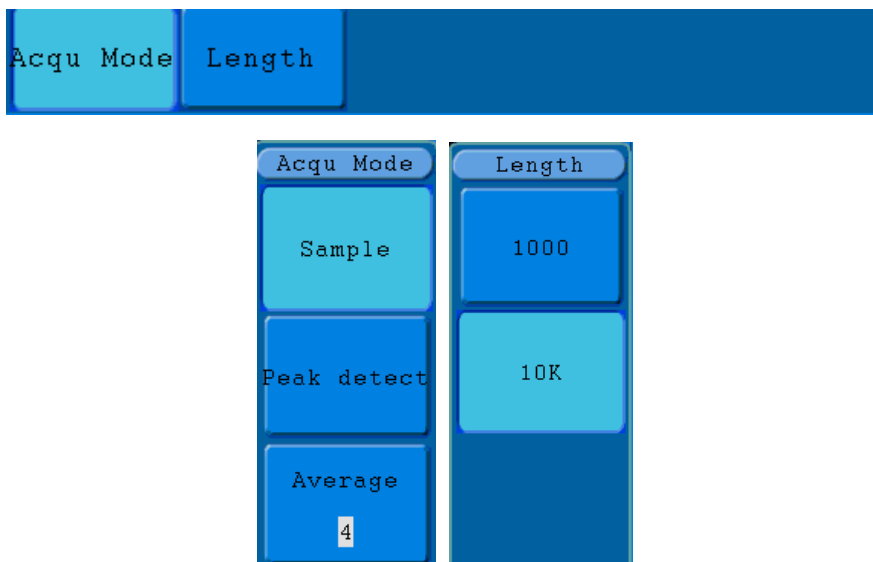 Acqu Mode Length
Acqu Mode
Sample
Peak detect
Average
4
Length
1000
10K